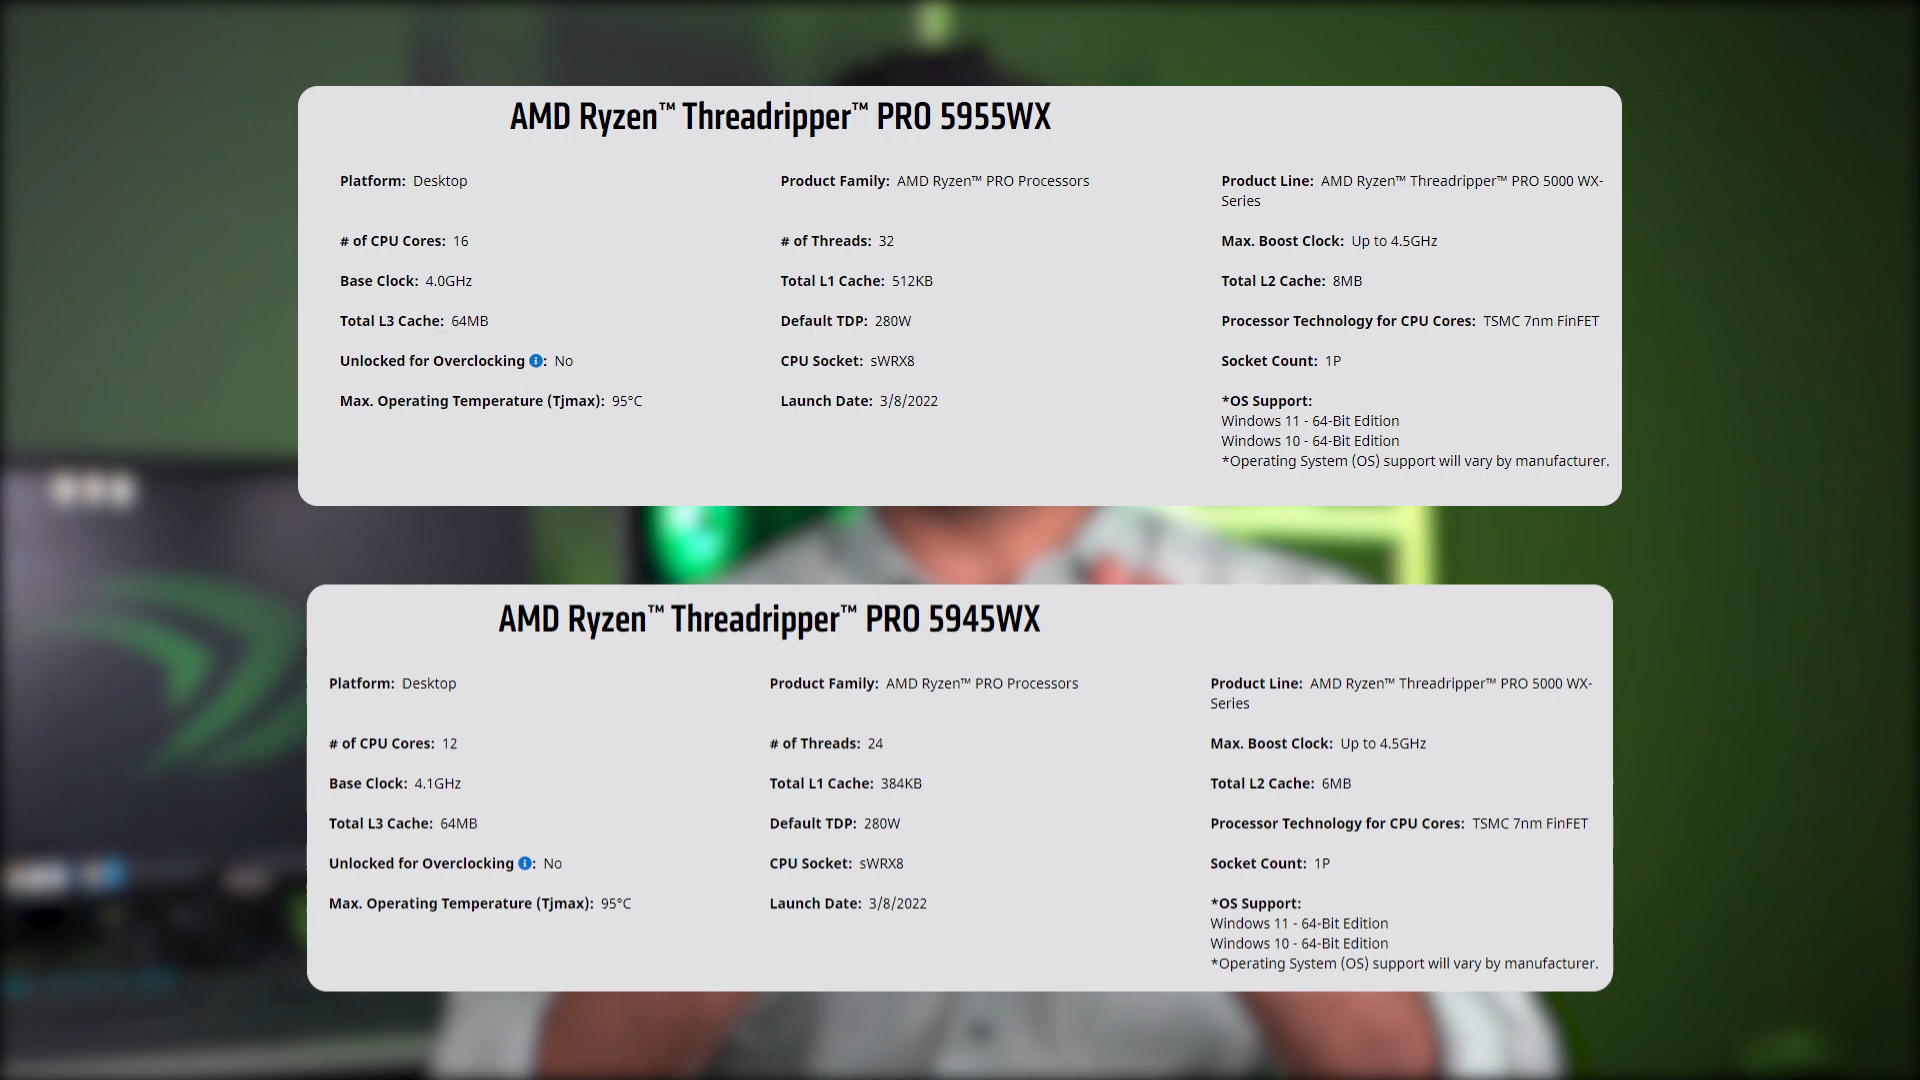 AMD Ryzen™ Threadripper™ PRO 5955WX
Platform: Desktop
Product Family: AMD Ryzen™ PRO Processors
Product Line: AMD Ryzen™ Threadripper™ PRO 5000 WX-
Series
# of CPU Cores: 16
# of Threads: 32
Max. Boost Clock: Up to 4.5GHz
Base Clock: 4.0GHz
Total L1 Cache: 512KB
Total L2 Cache: 8MB
Total L3 Cache: 64MB
Default TDP: 280W
Processor Technology for CPU Cores: TSMC 7nm FinFET
Unlocked for Overclocking i: No
CPU Socket: sWRX8
Socket Count: 1P
Max. Operating Temperature (Tjmax): 95°C
Launch Date: 3/8/2022
*OS Support:
Windows 11 - 64-Bit Edition
Windows 10 - 64-Bit Edition
*Operating System (OS) support will vary by manufacturer.
AMD Ryzen™ Threadripper™ PRO 5945WX
Platform: Desktop
Product Family: AMD Ryzen™ PRO Processors
Product Line: AMD Ryzen™ Threadripper™ PRO 5000 WX-
Series
# of CPU Cores: 12
# of Threads: 24
Max. Boost Clock: Up to 4.5GHz
Base Clock: 4.1GHz
Total L1 Cache: 384KB
Total L2 Cache: 6MB
Total L3 Cache: 64MB
Default TDP: 280W
Processor Technology for CPU Cores: TSMC 7nm FinFET
Unlocked for Overclocking i: No
CPU Socket: sWRX8
Socket Count: 1P
Max. Operating Temperature (Tjmax): 95°C
Launch Date: 3/8/2022
*OS Support:
Windows 11 - 64-Bit Edition
Windows 10 - 64-Bit Edition
*Operating System (OS) support will vary by manufacturer.